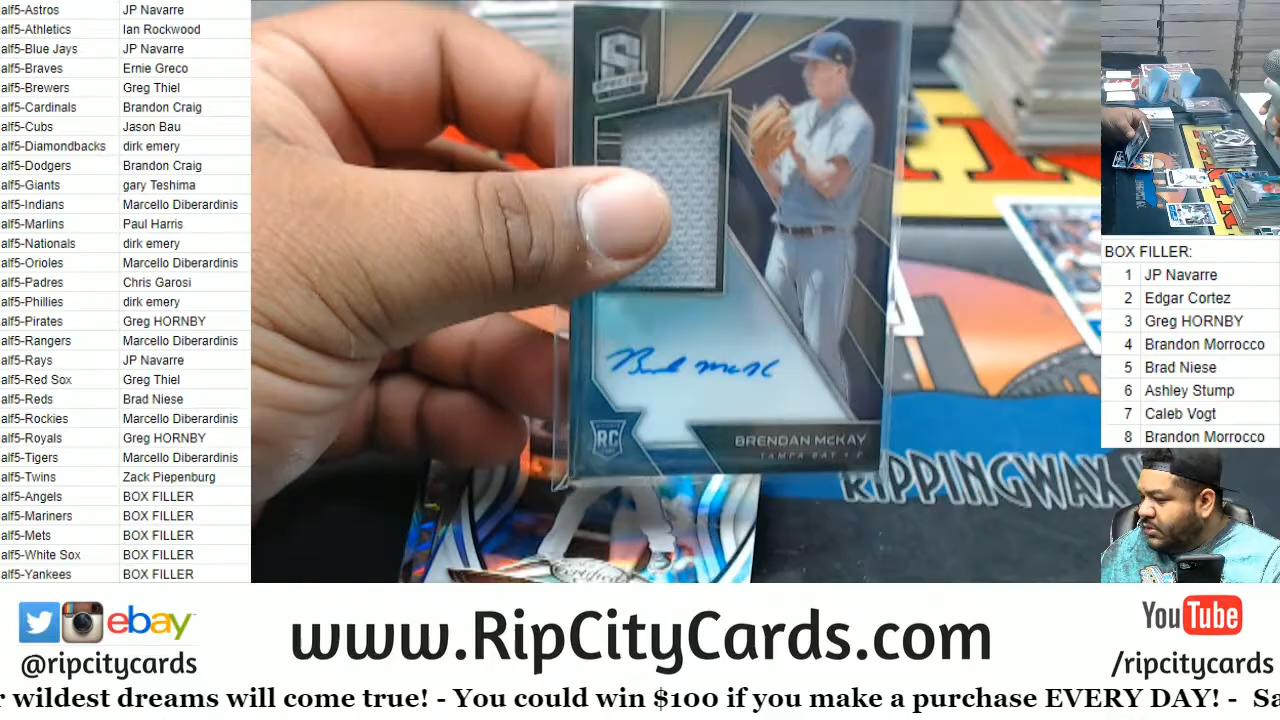 alf5-Astros JP Navarre
alf5-Athletics Ian Rockwood
alf5-Blue Jays JP Navarre
alf5-Braves Ernie Greco
alf5-Brewers Greg Thiel
alf5-Cardinals Brandon Craig
alf5-Cubs Jason Bau
alf5-Diamondbacks dirk emery
alf5-Dodgers Brandon Craig
alf5-Giants gary Teshima
alf5-Indians Marcello Diberardinis
alf5-Marlins Paul Harris
alf5-Nationals dirk emery
alf5-Orioles Marcello Diberardinis
alf5-Padres Chris Garosi
alf5-Phillies dirk emery
alf5-Pirates Greg HORNBY
alf5-Rangers Marcello Diberardinis
alf5-Rays JP Navarre
alf5-Red Sox Greg Thiel
alf5-Reds Brad Niese
alf5-Rockies Marcello Diberardinis
alf5-Royals Greg HORNBY
alf5-Tigers Marcello Diberardinis
alf5-Twins Zack Piepenburg
alf5-Angels BOX FILLER
alf5-Mariners BOX FILLER
alf5-Mets BOX FILLER
alf5-White Sox BOX FILLER
alf5-Yankees BOX FILLER
S
SPECTRA
RC
BRENDAN MCKAY
TAMPA BAY
RIPPINGWAX
BOX FILLER:
1 JP Navarre
2 Edgar Cortez
3 Greg HORNBY
4 Brandon Morrocco
5 Brad Niese
6 Ashley Stump
7 Caleb Vogt
8 Brandon Morrocco
ebay
@ripcitycards
www.RipCityCards.com
YouTube
/ripcitycards
wildest dreams will come true! - You could win $100 if you make a purchase EVERY DAY! -